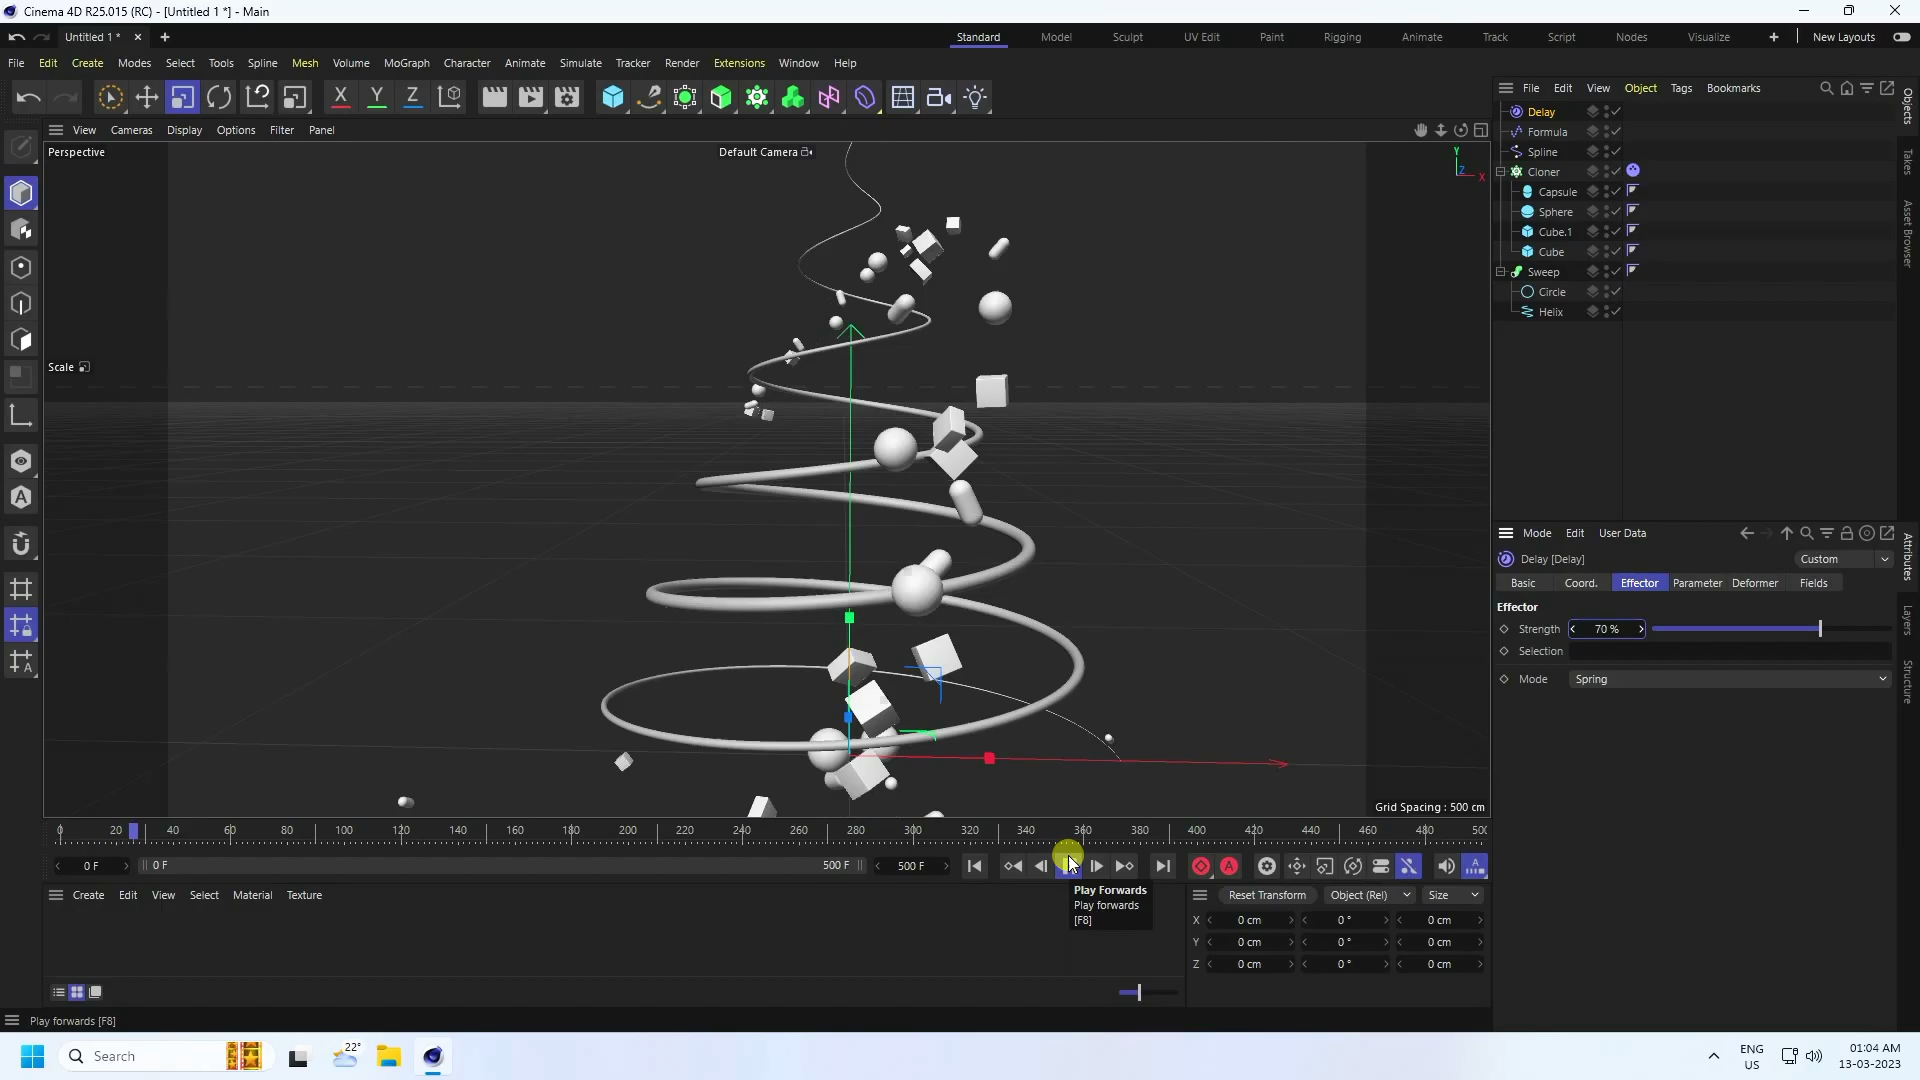 Cinema 4D R25.015 (RC) - [Untitled 1 *] - Main
Untitled 1 *
Standard Model Sculpt UV Edit Paint Rigging Animate Track Script Nodes Visualize New Layouts
File Edit Create Modes Select Tools Spline Mesh Volume MoGraph Character Animate Simulate Tracker Render Extensions Window Help
X Y Z
File Edit View Object Tags Bookmarks
View Cameras Display Options Filter Panel
Perspective
Default Camera
Y
Z
X
Scale
Grid Spacing : 500 cm
Delay
Formula
Spline
Cloner
Capsule
Sphere
Cube.1
Cube
Sweep
Circle
Helix
Objects
Takes
Asset Browser
Mode Edit User Data
Delay [Delay]
Custom
Basic Coord. Effector Parameter Deformer Fields
Effector
Strength 70 %
Selection
Mode Spring
Attributes
Layers
Structure
0 20 40 60 80 100 120 140 160 180 200 220 240 260 280 300 320 340 360 380 400 420 440 460 480 500
0 F 0 F 500 F 500 F
Play Forwards
Play forwards
[F8]
Create Edit View Select Material Texture
Reset Transform Object (Rel) Size
X 0 cm 0 ° 0 cm
Y 0 cm 0 ° 0 cm
Z 0 cm 0 ° 0 cm
Play forwards [F8]
Search
22°
ENG
US
01:04 AM
13-03-2023